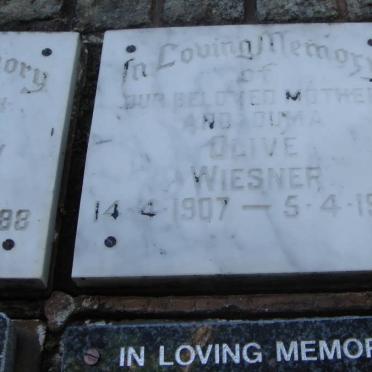 ory
88
In Loving Memory
of
OUR BELOVED MOTHER
AND OUMA
OLIVE
WIESNER
14-4-1907 — 5-4-19
IN LOVING MEMOR